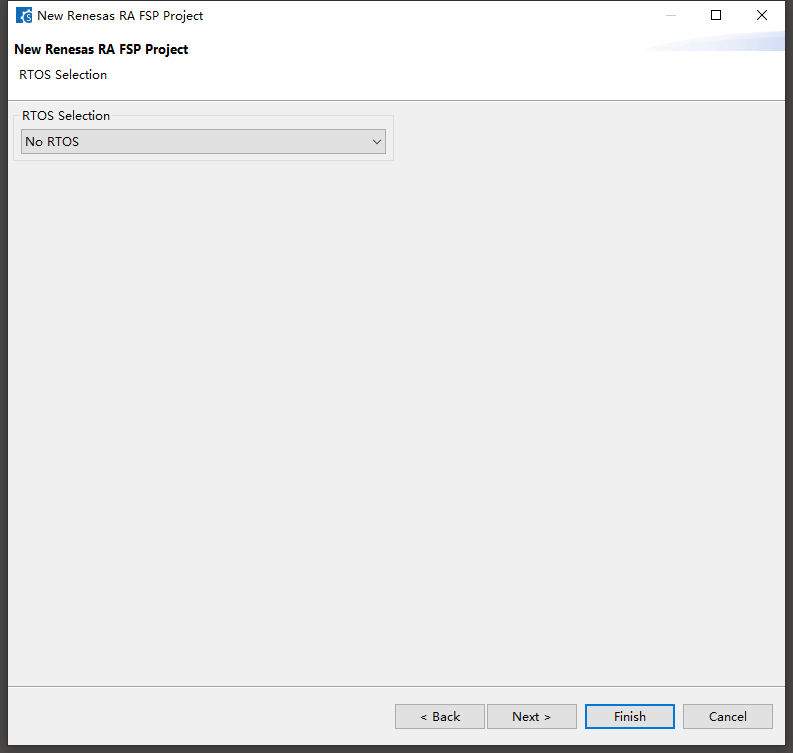 New Renesas RA FSP Project
New Renesas RA FSP Project
RTOS Selection
RTOS Selection
No RTOS
< Back
Next >
Finish
Cancel